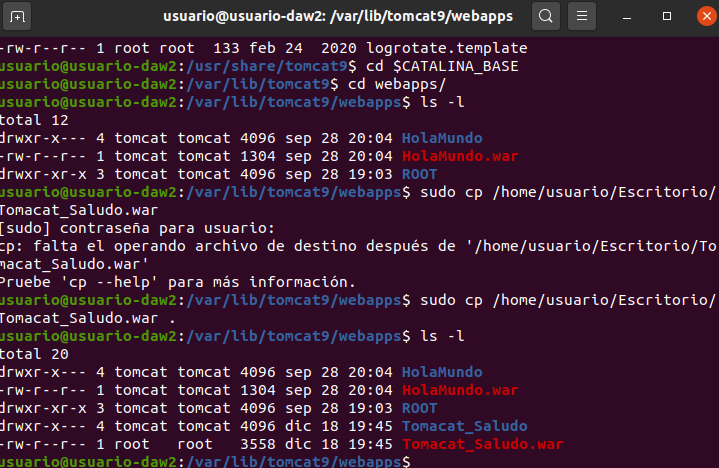 usuario@usuario-daw2: /var/lib/tomcat9/webapps
-rw-r--r-- 1 root root  133 feb 24  2020 logrotate.template
usuario@usuario-daw2:/usr/share/tomcat9$ cd $CATALINA_BASE
usuario@usuario-daw2:/var/lib/tomcat9$ cd webapps/
usuario@usuario-daw2:/var/lib/tomcat9/webapps$ ls -l
total 12
drwxr-x--- 4 tomcat tomcat 4096 sep 28 20:04 HolaMundo
-rw-r--r-- 1 tomcat tomcat 1304 sep 28 20:04 HolaMundo.war
drwxr-xr-x 3 tomcat tomcat 4096 sep 28 19:03 ROOT
usuario@usuario-daw2:/var/lib/tomcat9/webapps$ sudo cp /home/usuario/Escritorio/
Tomacat_Saludo.war
[sudo] contraseña para usuario:
cp: falta el operando archivo de destino después de '/home/usuario/Escritorio/To
macat_Saludo.war'
Pruebe 'cp --help' para más información.
usuario@usuario-daw2:/var/lib/tomcat9/webapps$ sudo cp /home/usuario/Escritorio/
Tomacat_Saludo.war .
usuario@usuario-daw2:/var/lib/tomcat9/webapps$ ls -l
total 20
drwxr-x--- 4 tomcat tomcat 4096 sep 28 20:04 HolaMundo
-rw-r--r-- 1 tomcat tomcat 1304 sep 28 20:04 HolaMundo.war
drwxr-xr-x 3 tomcat tomcat 4096 sep 28 19:03 ROOT
drwxr-x--- 4 tomcat tomcat 4096 dic 18 19:45 Tomacat_Saludo
-rw-r--r-- 1 root   root   3558 dic 18 19:45 Tomacat_Saludo.war
usuario@usuario-daw2:/var/lib/tomcat9/webapps$